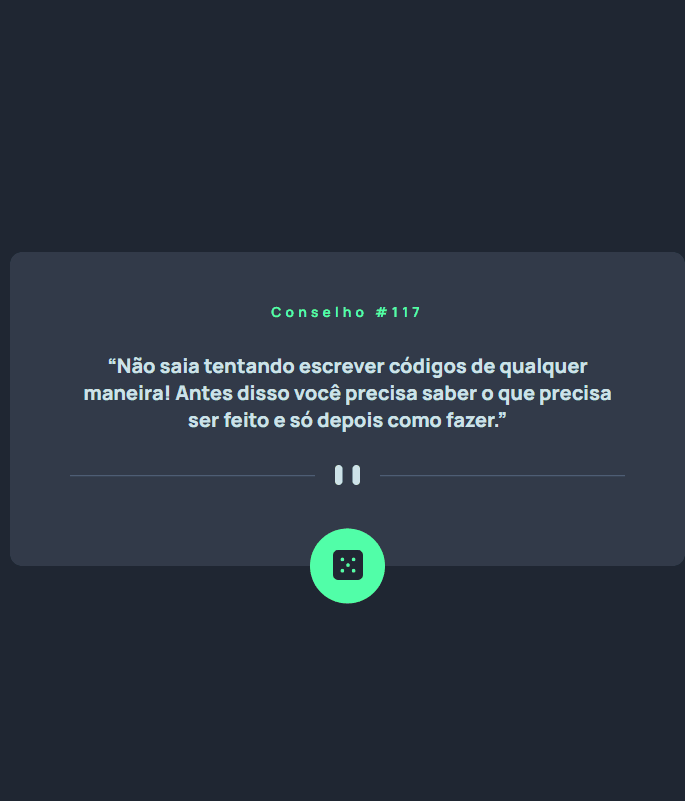 Conselho #117
“Não saia tentando escrever códigos de qualquer
maneira! Antes disso você precisa saber o que precisa
ser feito e só depois como fazer.”